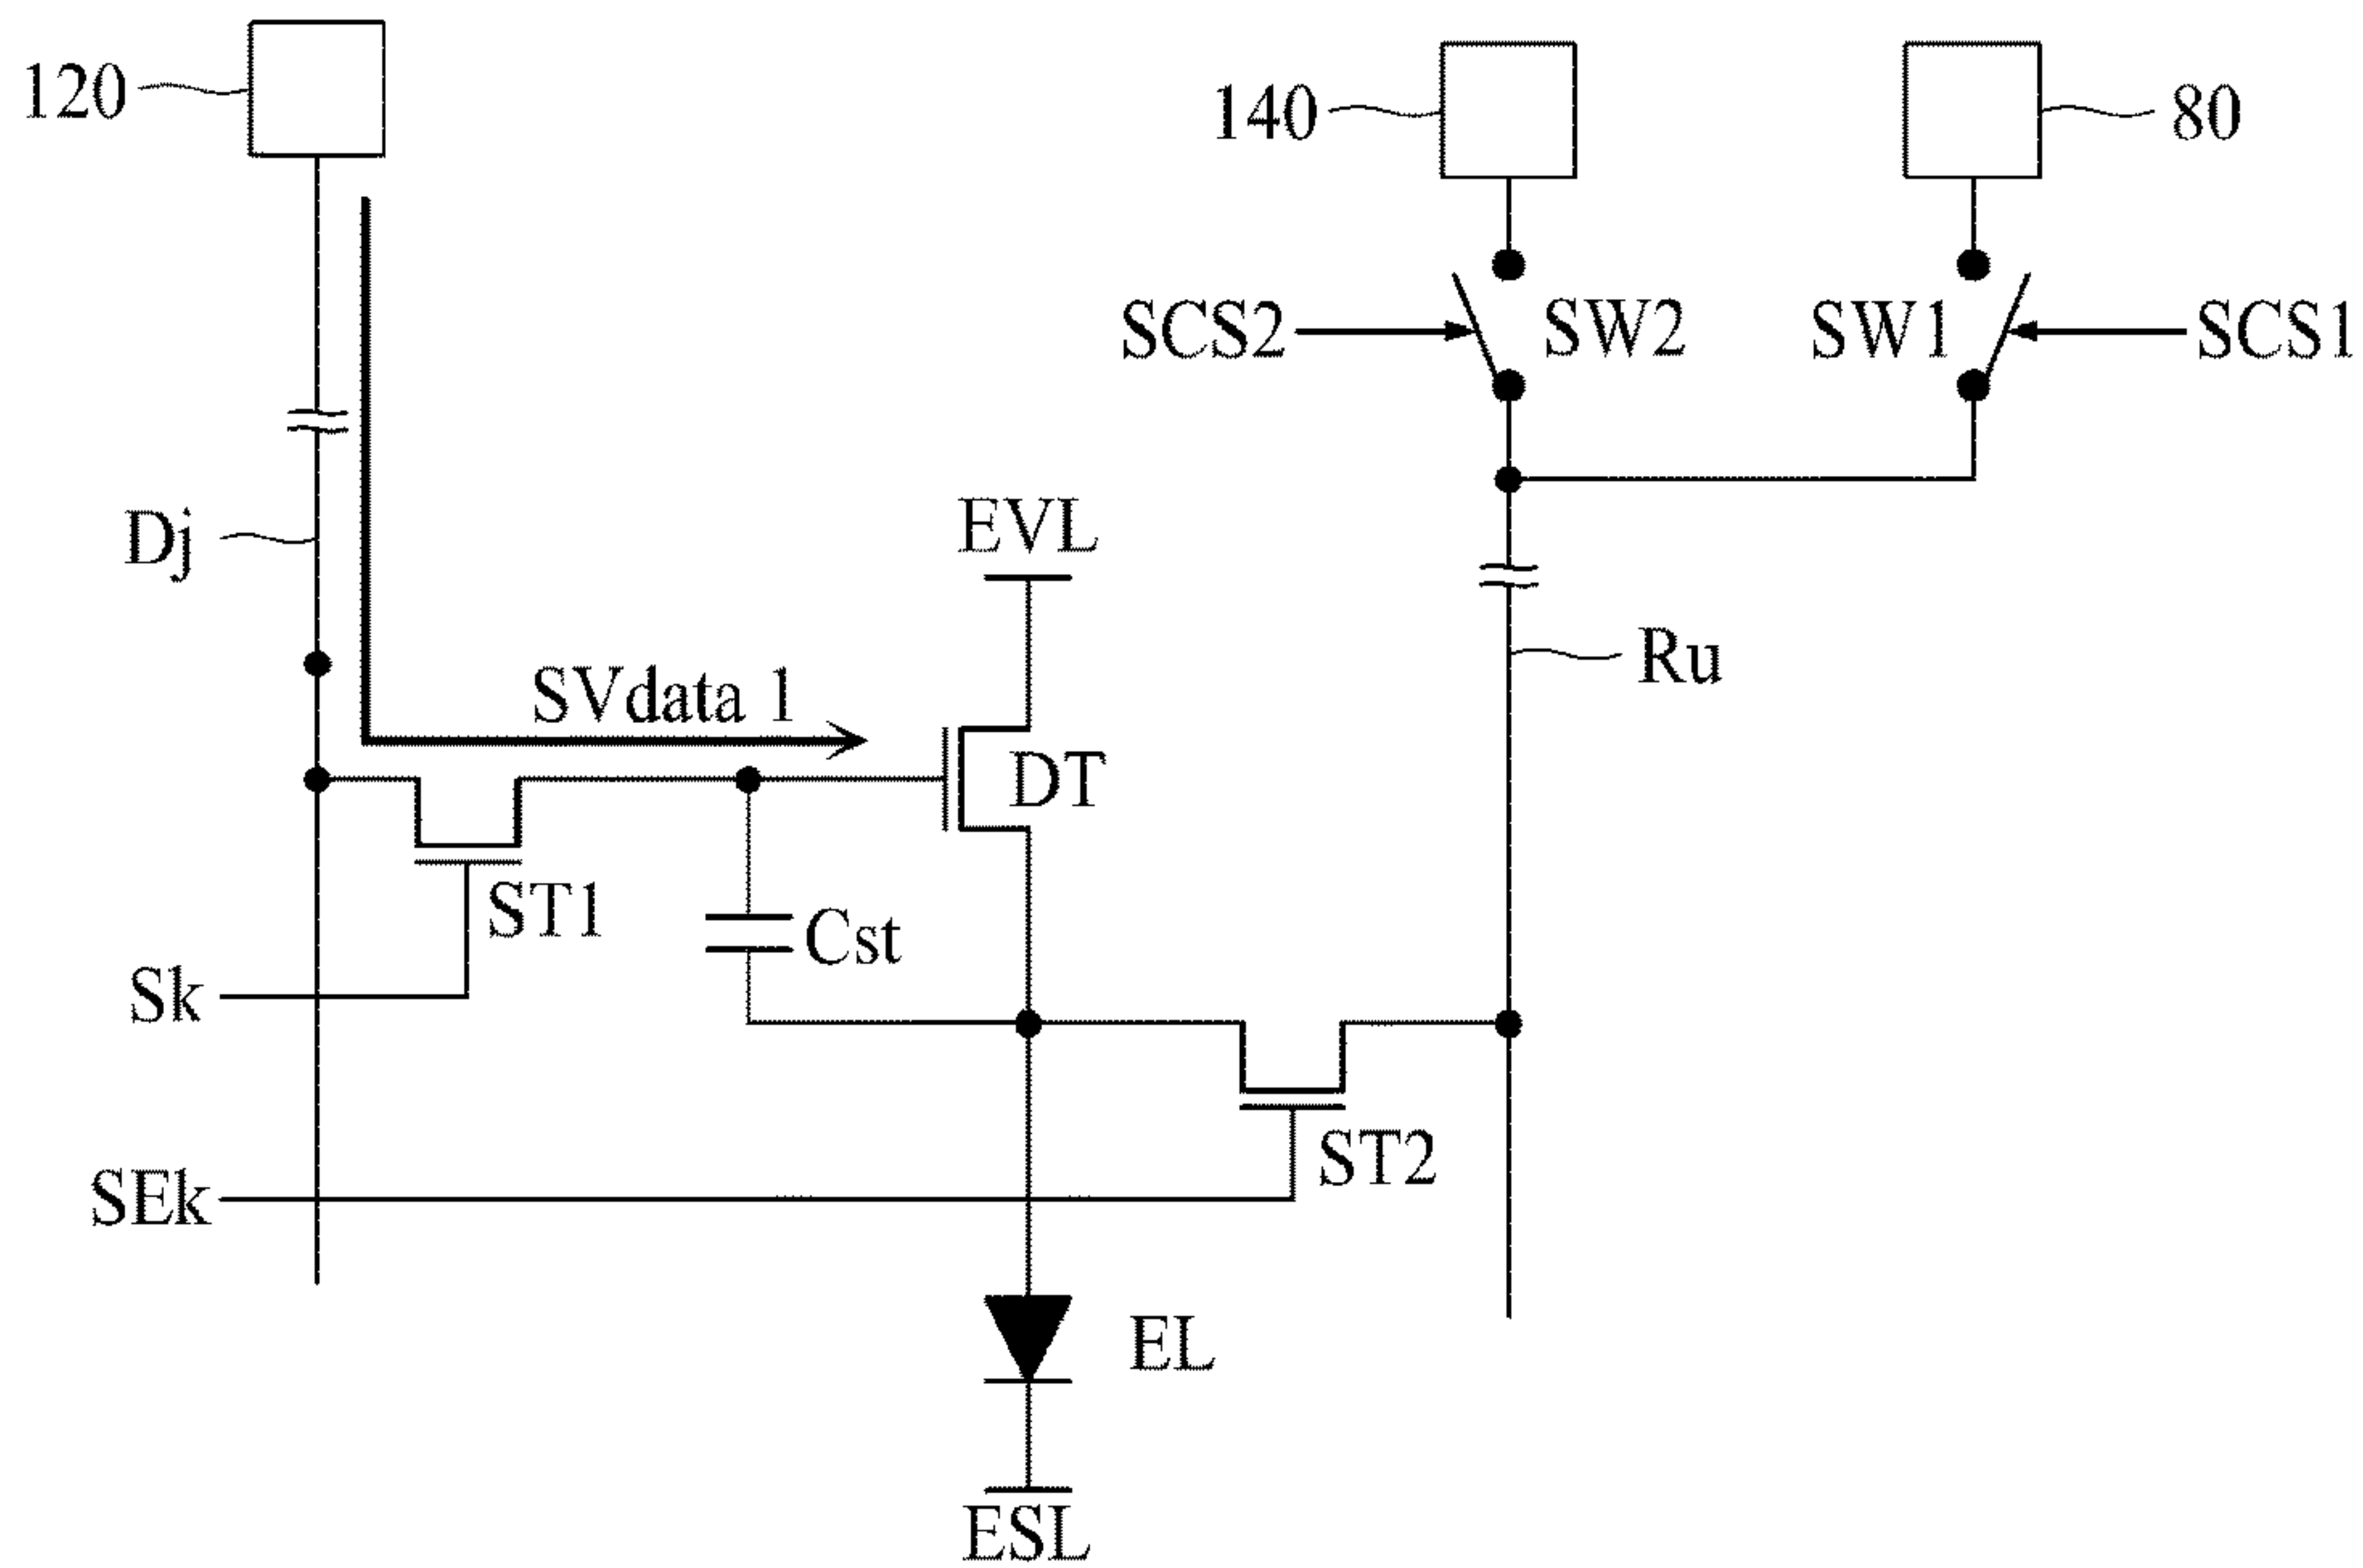 120
140
80
SCS2
SW2
SW1
SCS1
EVL
Dj
Ru
SVdata 1
DT
ST1
Cst
Sk
ST2
SEk
EL
ESL